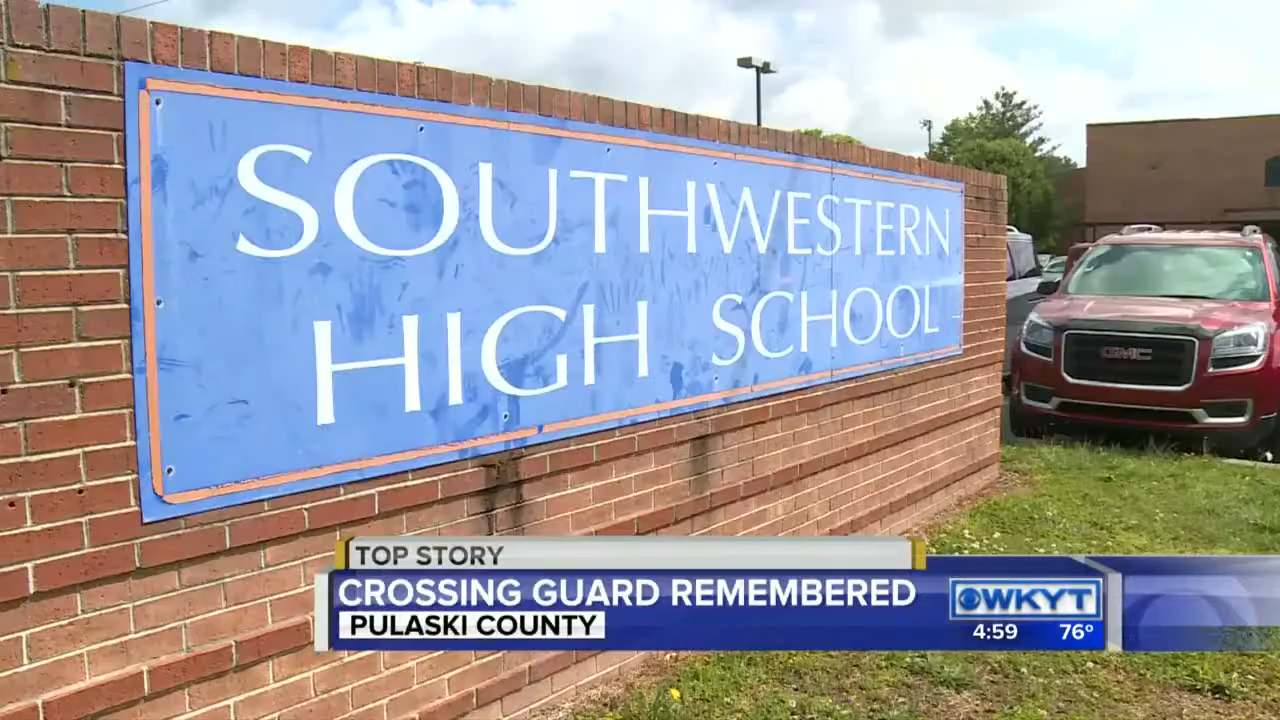 SOUTHWESTERN
HIGH SCHOOL
GMC
TOP STORY
CROSSING GUARD REMEMBERED
PULASKI COUNTY
WKYT
4:59 76°